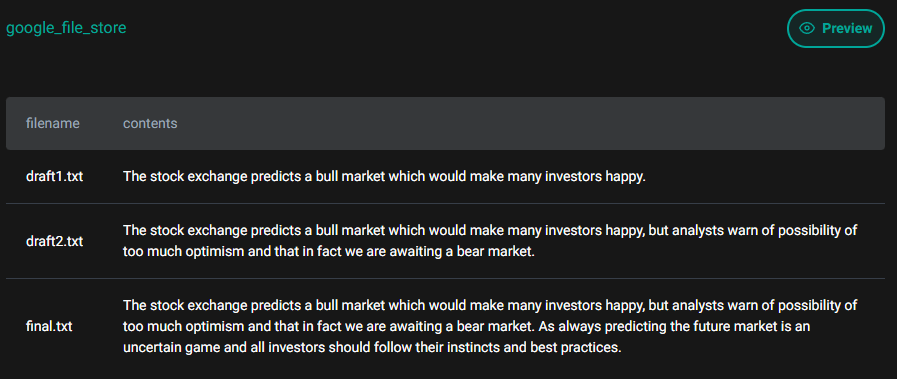 google_file_store
Preview
filename contents
draft1.txt The stock exchange predicts a bull market which would make many investors happy.
The stock exchange predicts a bull market which would make many investors happy, but analysts warn of possibility of
draft2.txt
too much optimism and that in fact we are awaiting a bear market.
The stock exchange predicts a bull market which would make many investors happy, but analysts warn of possibility of
final.txt too much optimism and that in fact we are awaiting a bear market. As always predicting the future market is an
uncertain game and all investors should follow their instincts and best practices.